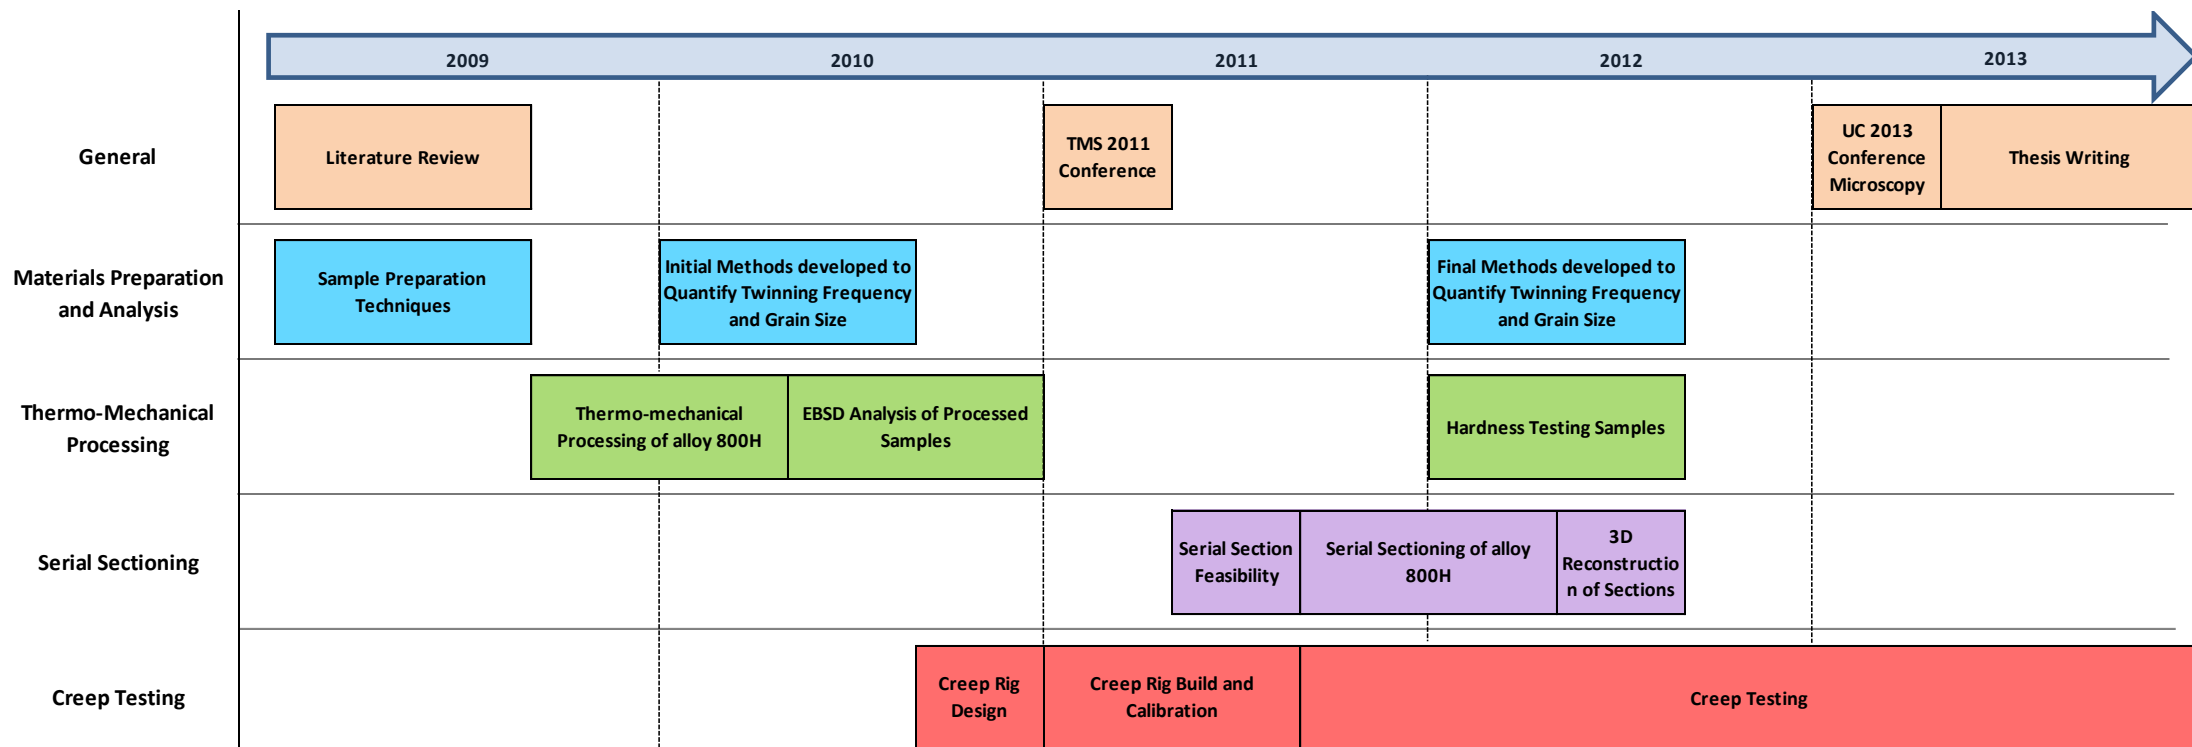 2009
2010
2011
2012
2013
General
Literature Review
TMS 2011
Conference
UC 2013
Conference
Microscopy
Thesis Writing
Materials Preparation
and Analysis
Sample Preparation
Techniques
Initial Methods developed to
Quantify Twinning Frequency
and Grain Size
Final Methods developed to
Quantify Twinning Frequency
and Grain Size
Thermo-Mechanical
Processing
Thermo-mechanical
Processing of alloy 800H
EBSD Analysis of Processed
Samples
Hardness Testing Samples
Serial Sectioning
Serial Section
Feasibility
Serial Sectioning of alloy
800H
3D
Reconstructio
n of Sections
Creep Testing
Creep Rig
Design
Creep Rig Build and
Calibration
Creep Testing